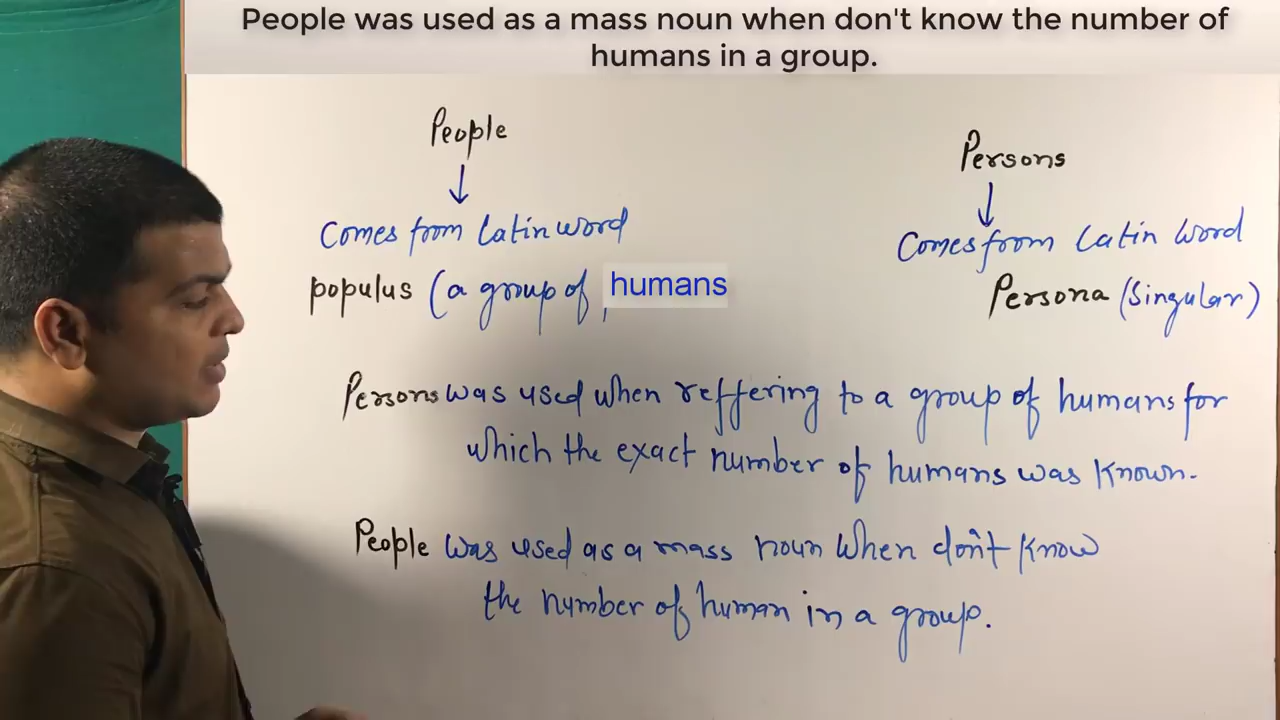 People was used as a mass noun when don't know the number of
humans in a group.
People
Comes from Latin word
populus (a group of humans
Persons
Comes from Latin word
Persona (Singular)
Persons was used when reffering to a group of humans for
which the exact number of humans was known.
People was used as a mass noun when don't know
the number of human in a group.